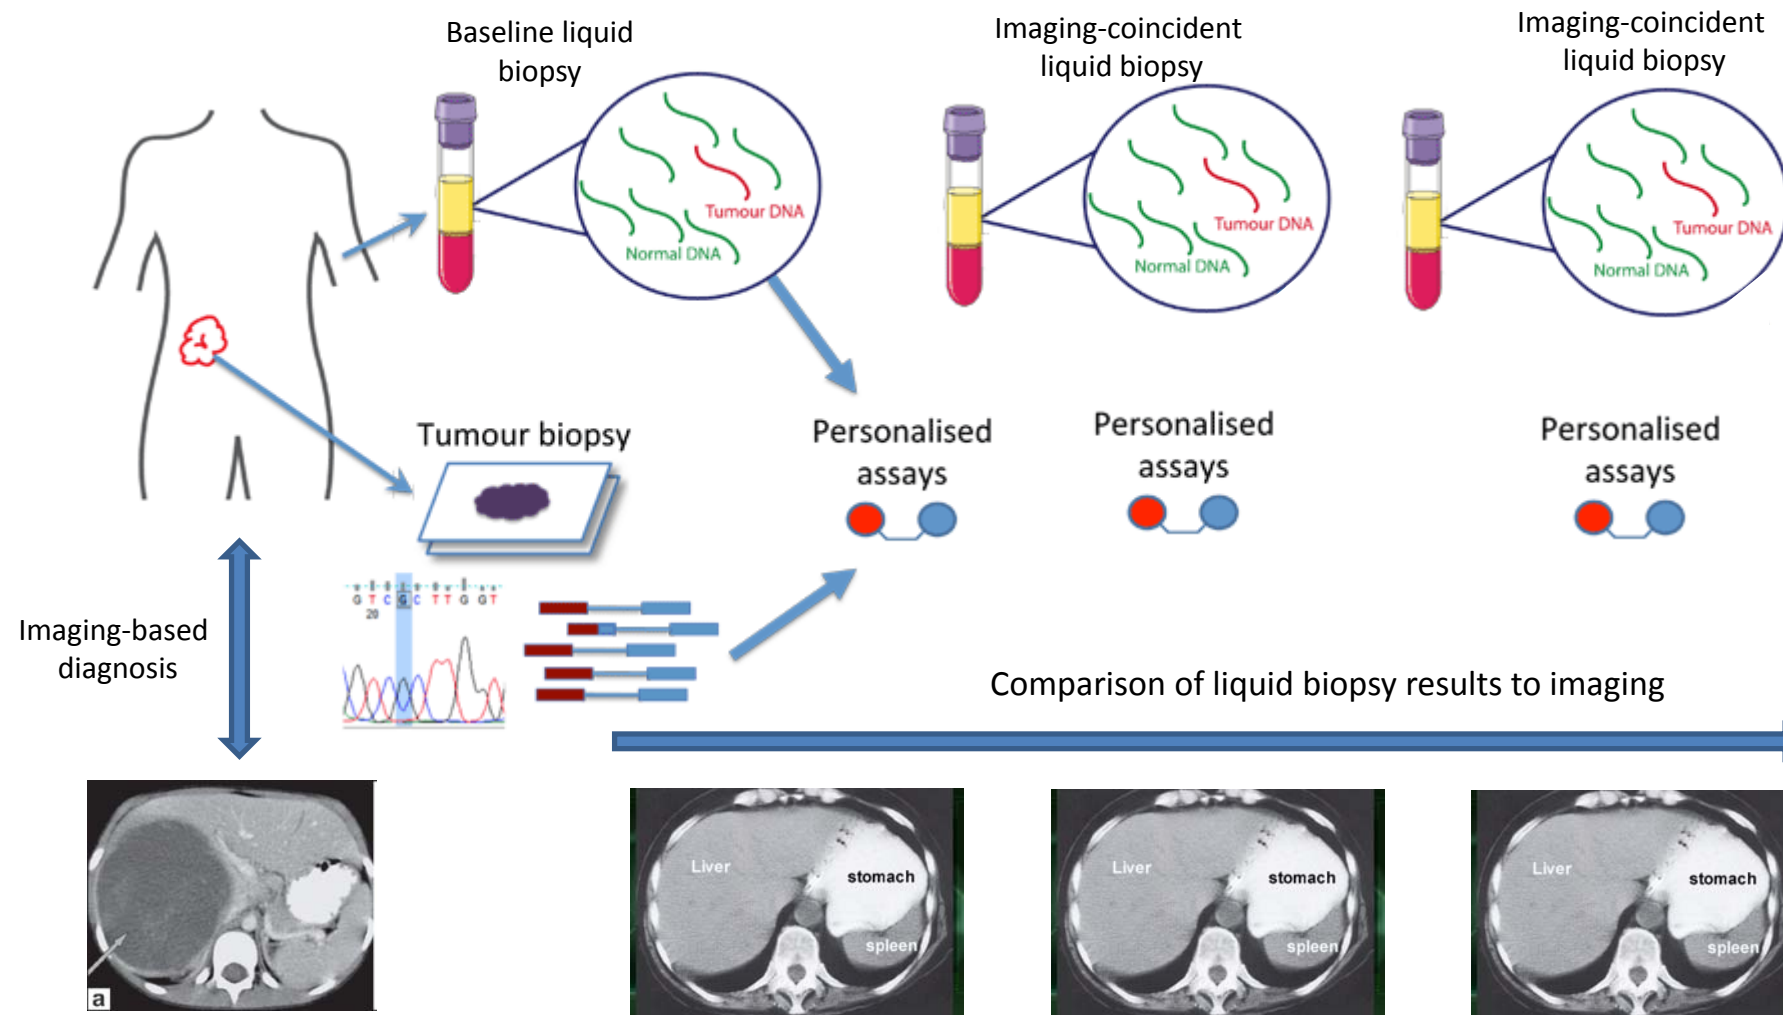 Baseline liquid
biopsy
Imaging-coincident
liquid biopsy
Imaging-coincident
liquid biopsy
Tumour DNA
Normal DNA
Tumour DNA
Normal DNA
Tumour DNA
Normal DNA
Tumour biopsy
Personalised
assays
Personalised
assays
Personalised
assays
G T C G C T T G G T
20
Imaging-based
diagnosis
Comparison of liquid biopsy results to imaging
a
Liver
stomach
spleen
Liver
stomach
spleen
Liver
stomach
spleen